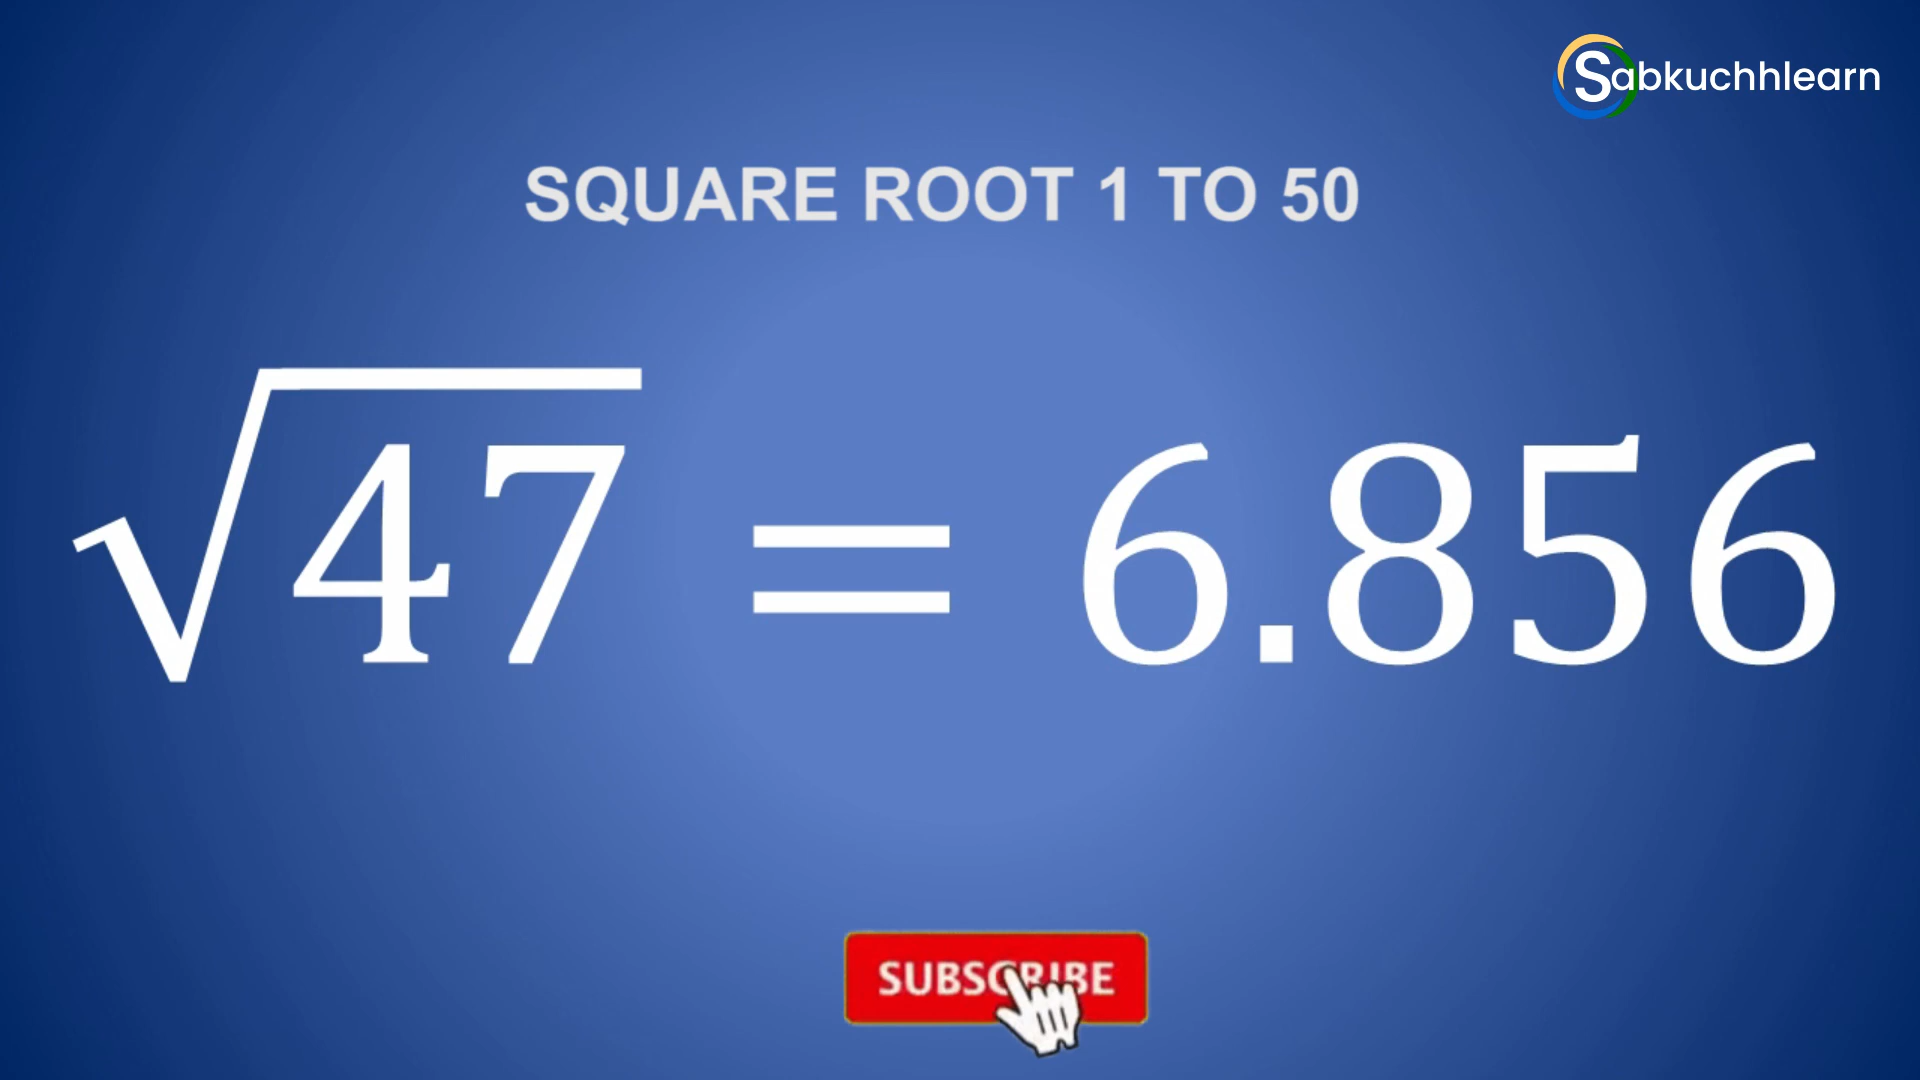 Sabkuchhlearn
SQUARE ROOT 1 TO 50
√47 = 6.856
SUBSCRIBE